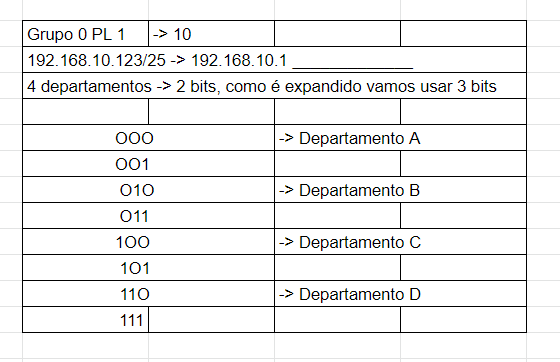 Grupo 0 PL 1 -> 10
192.168.10.123/25 -> 192.168.10.1 _____________
4 departamentos -> 2 bits, como é expandido vamos usar 3 bits
OOO -> Departamento A
OO1
O1O -> Departamento B
O11
1OO -> Departamento C
1O1
11O -> Departamento D
111